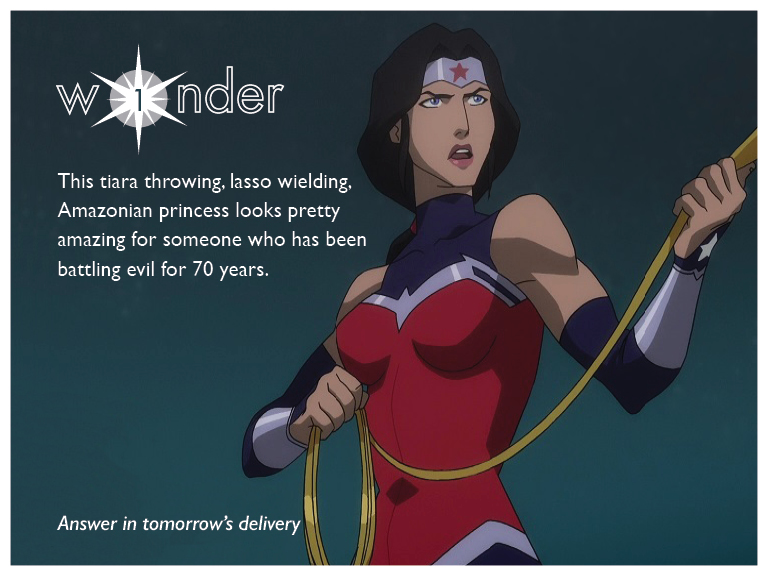 w1nder
This tiara throwing, lasso wielding,
Amazonian princess looks pretty
amazing for someone who has been
battling evil for 70 years.
Answer in tomorrow's delivery